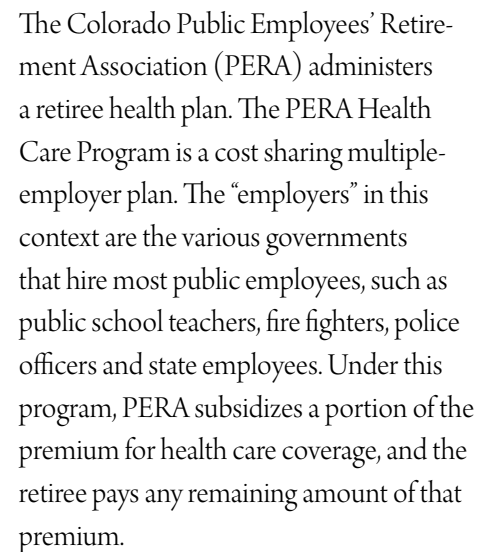 The Colorado Public Employees’ Retire-
ment Association (PERA) administers
a retiree health plan. The PERA Health
Care Program is a cost sharing multiple-
employer plan. The “employers” in this
context are the various governments
that hire most public employees, such as
public school teachers, fire fighters, police
officers and state employees. Under this
program, PERA subsidizes a portion of the
premium for health care coverage, and the
retiree pays any remaining amount of that
premium.